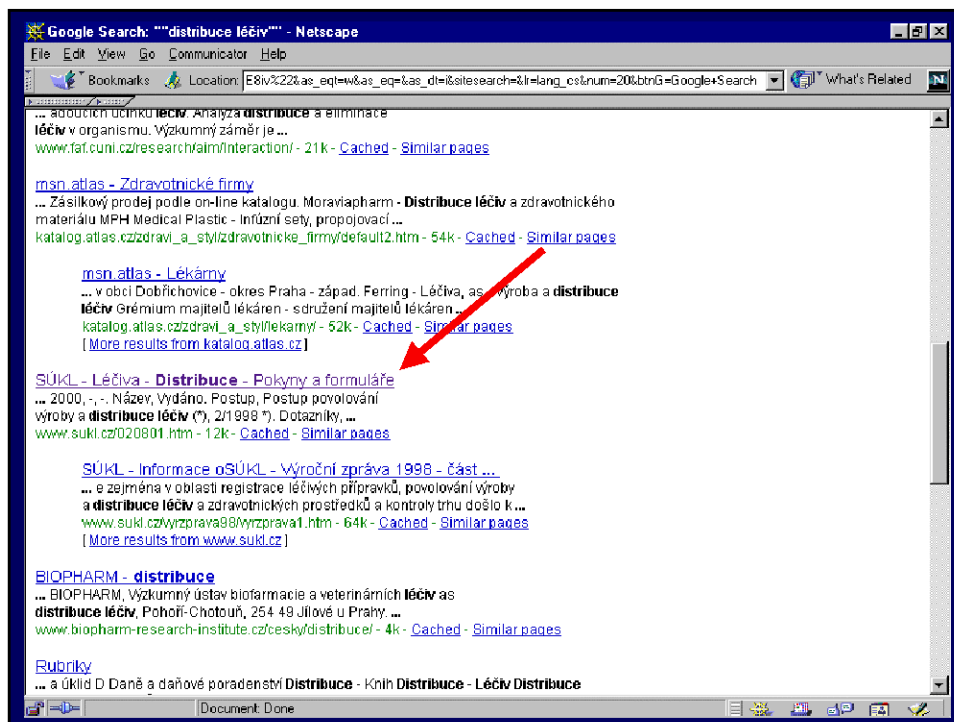 Google Search: ""distribuce léčiv"" - Netscape
File Edit View Go Communicator Help
Bookmarks Location: E8iv%22&as_eqt=w&as_eq=&as_dt=i&sitesearch=&lr=lang_cs&num=20&btnG=Google+Search What's Related
... adoucích účinků léčiv. Analýza distribuce a eliminace
léčiv v organismu. Výzkumný záměr je ...
www.faf.cuni.cz/research/aim/Interaction/ - 21k - Cached - Similar pages
msn.atlas - Zdravotnické firmy
... Zásilkový prodej podle on-line katalogu. Moraviapharm - Distribuce léčiv a zdravotnického
materiálu MPH Medical Plastic - Infúzní sety, propojovací ...
katalog.atlas.cz/zdravi_a_styl/zdravotnicke_firmy/default2.htm - 54k - Cached - Similar pages
msn.atlas - Lékárny
... v obci Dobřichovice - okres Praha - západ. Ferring - Léčiva, as výroba a distribuce
léčiv Grémium majitelů lékáren - sdružení majitelů lékáren ...
katalog.atlas.cz/zdravi_a_styl/lekarny/ - 52k - Cached - Similar pages
[ More results from katalog.atlas.cz ]
SÚKL - Léčiva - Distribuce - Pokyny a formuláře
... 2000, -, -. Název, Vydáno. Postup, Postup povolování
výroby a distribuce léčiv (*), 2/1998 *). Dotazníky, ...
www.sukl.cz/020801.htm - 12k - Cached - Similar pages
SÚKL - Informace oSÚKL - Výroční zpráva 1998 - část ...
... e zejména v oblasti registrace léčivých přípravků, povolování výroby
a distribuce léčiv a zdravotnických prostředků a kontroly trhu došlo k ...
www.sukl.cz/vyrzprava98/vyrzprava1.htm - 64k - Cached - Similar pages
[ More results from www.sukl.cz ]
BIOPHARM - distribuce
... BIOPHARM, Výzkumný ústav biofarmacie a veterinárních léčiv as
distribuce léčiv, Pohoří-Chotouň, 254 49 Jílové u Prahy. ...
www.biopharm-research-institute.cz/cesky/distribuce/ - 4k - Cached - Similar pages
Rubriky
... a úklid D Daně a daňové poradenství Distribuce - Knih Distribuce - Léčiv Distribuce
Document: Done